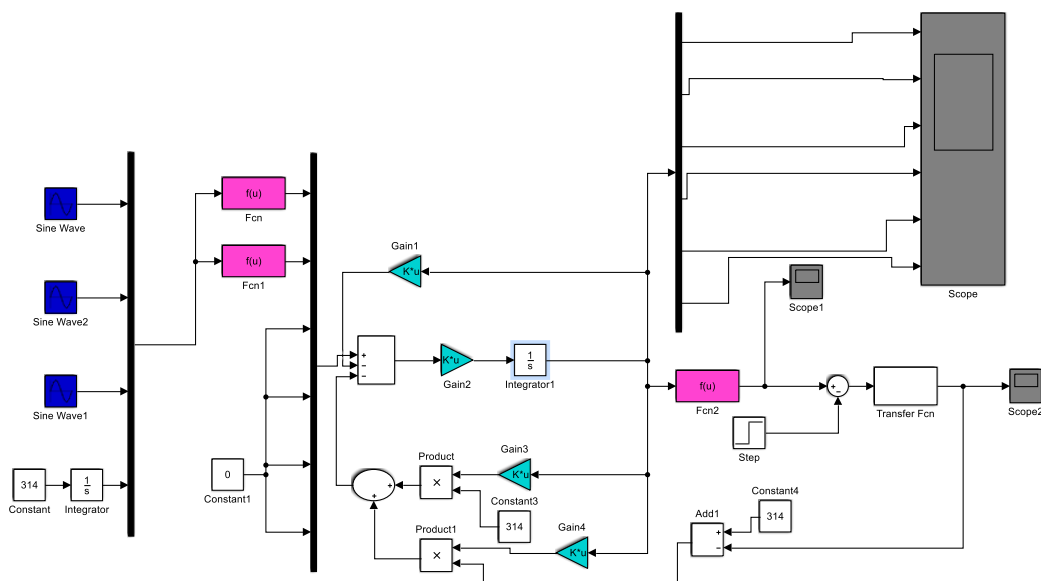 Sine Wave
Sine Wave2
Sine Wave1
314
Constant
1
s
Integrator
f(u)
Fcn
f(u)
Fcn1
0
Constant1
Gain1
K*u
+
−
−
K*u
Gain2
1
s
Integrator1
Gain3
K*u
Product
×
+
+
Constant3
314
Product1
×
Gain4
K*u
Scope
Scope1
f(u)
Fcn2
+
−
Step
Transfer Fcn
Scope2
Constant4
314
Add1
+
−